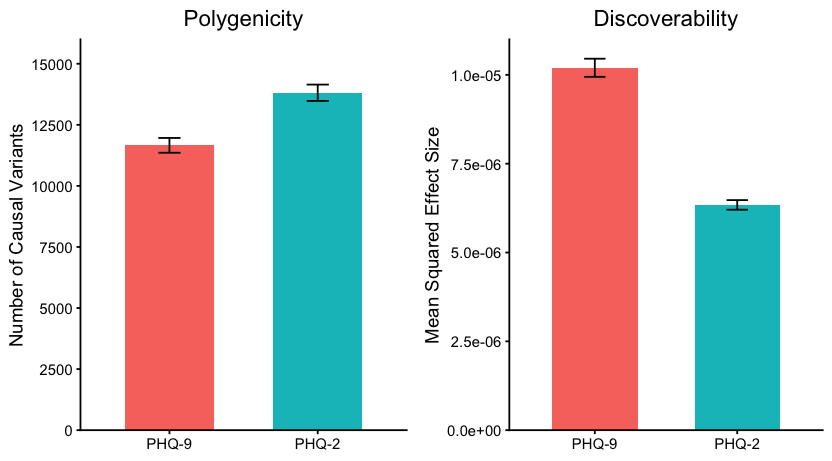 Polygenicity
Number of Causal Variants
15000
12500
10000
7500
5000
2500
0
PHQ-9 PHQ-2
Discoverability
Mean Squared Effect Size
1.0e-05
7.5e-06
5.0e-06
2.5e-06
0.0e+00
PHQ-9 PHQ-2